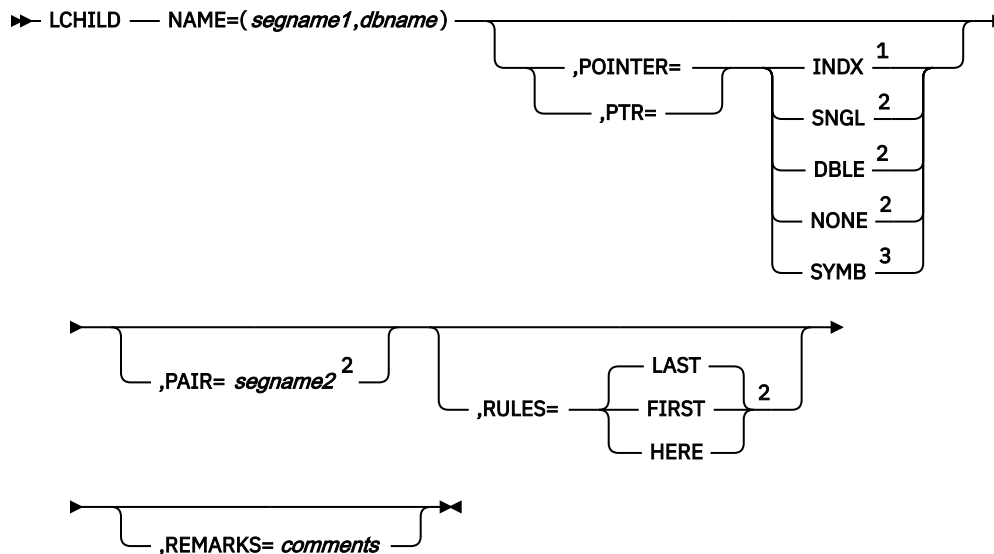 LCHILD NAME=( segname1,dbname )
,POINTER= INDX 1
,PTR= SNGL 2
DBLE 2
NONE 2
SYMB 3
,PAIR= segname2 2
,RULES= LAST
FIRST 2
HERE
,REMARKS= comments